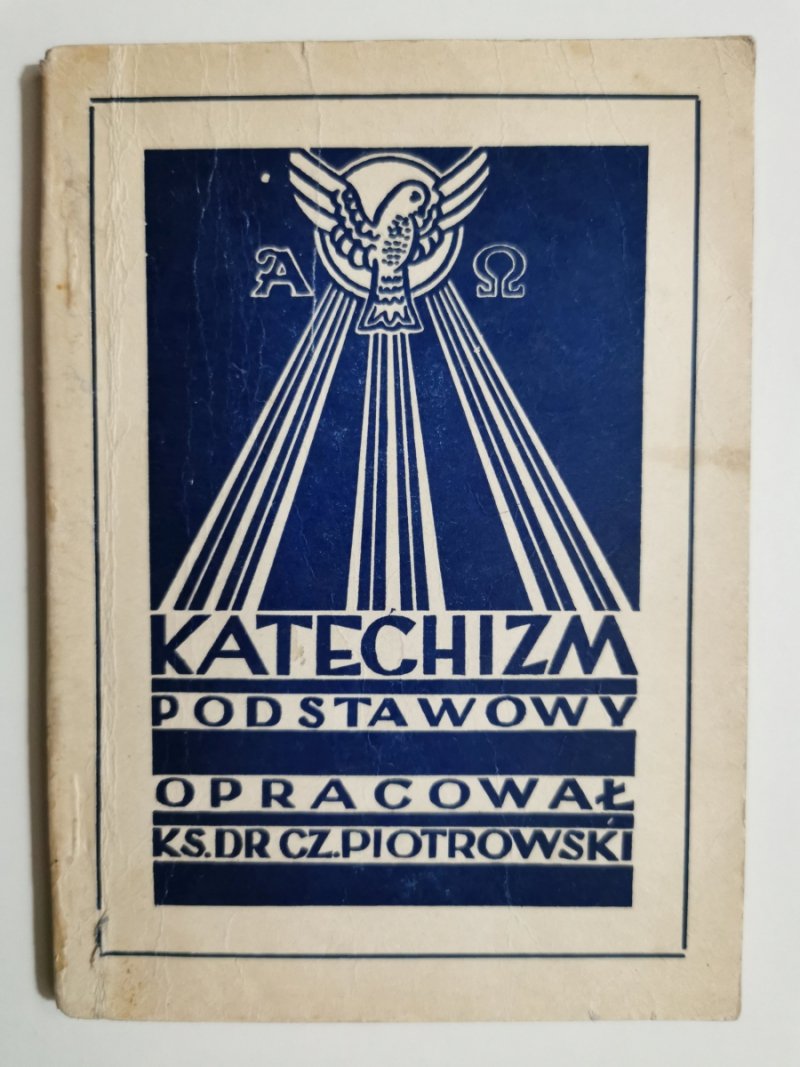 A Ω
KATECHIZM
PODSTAWOWY
OPRACOWAŁ
KS.DR CZ.PIOTROWSKI